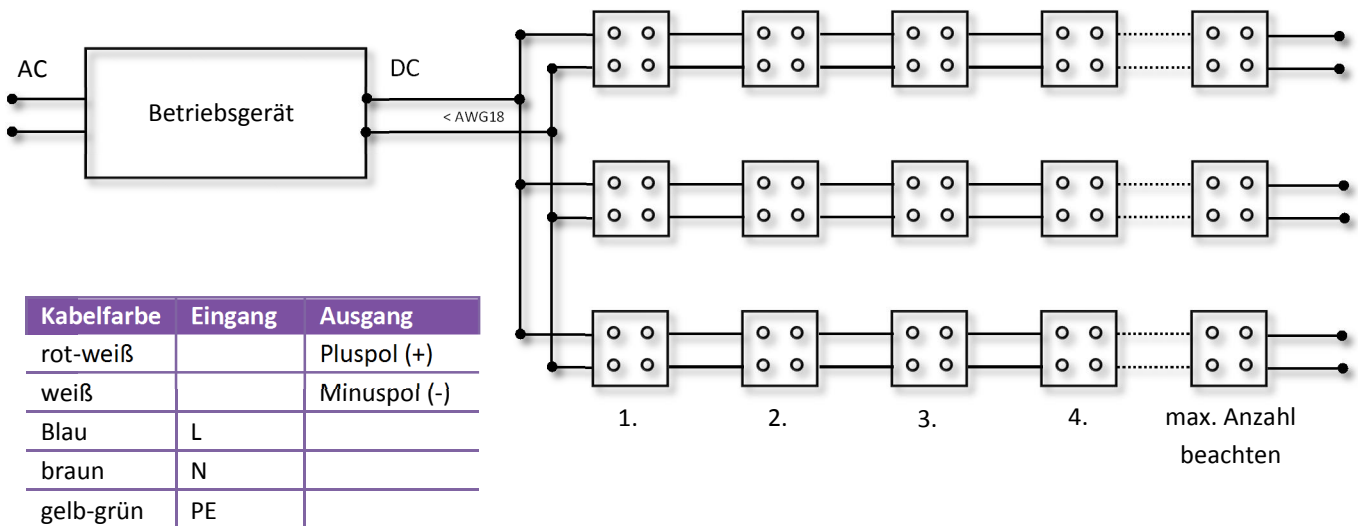 AC
DC
Betriebsgerät
< AWG18
Kabelfarbe Eingang Ausgang
rot-weiß Pluspol (+)
weiß Minuspol (-)
Blau L
braun N
gelb-grün PE
1. 2. 3. 4. max. Anzahl
beachten